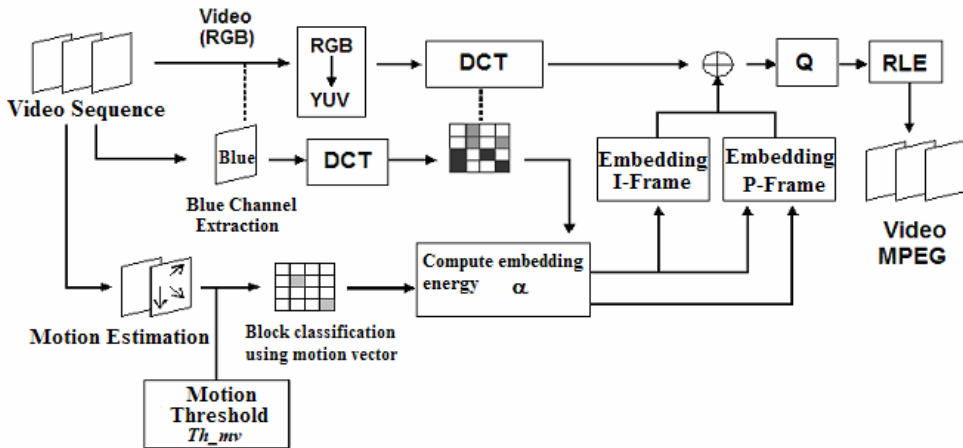 Video
(RGB)
Video Sequence
RGB
YUV
DCT
Q
RLE
Blue
Blue Channel
Extraction
DCT
Embedding
I-Frame
Embedding
P-Frame
Video
MPEG
Compute embedding
energy α
Motion Estimation
Block classification
using motion vector
Motion
Threshold
Th_mv